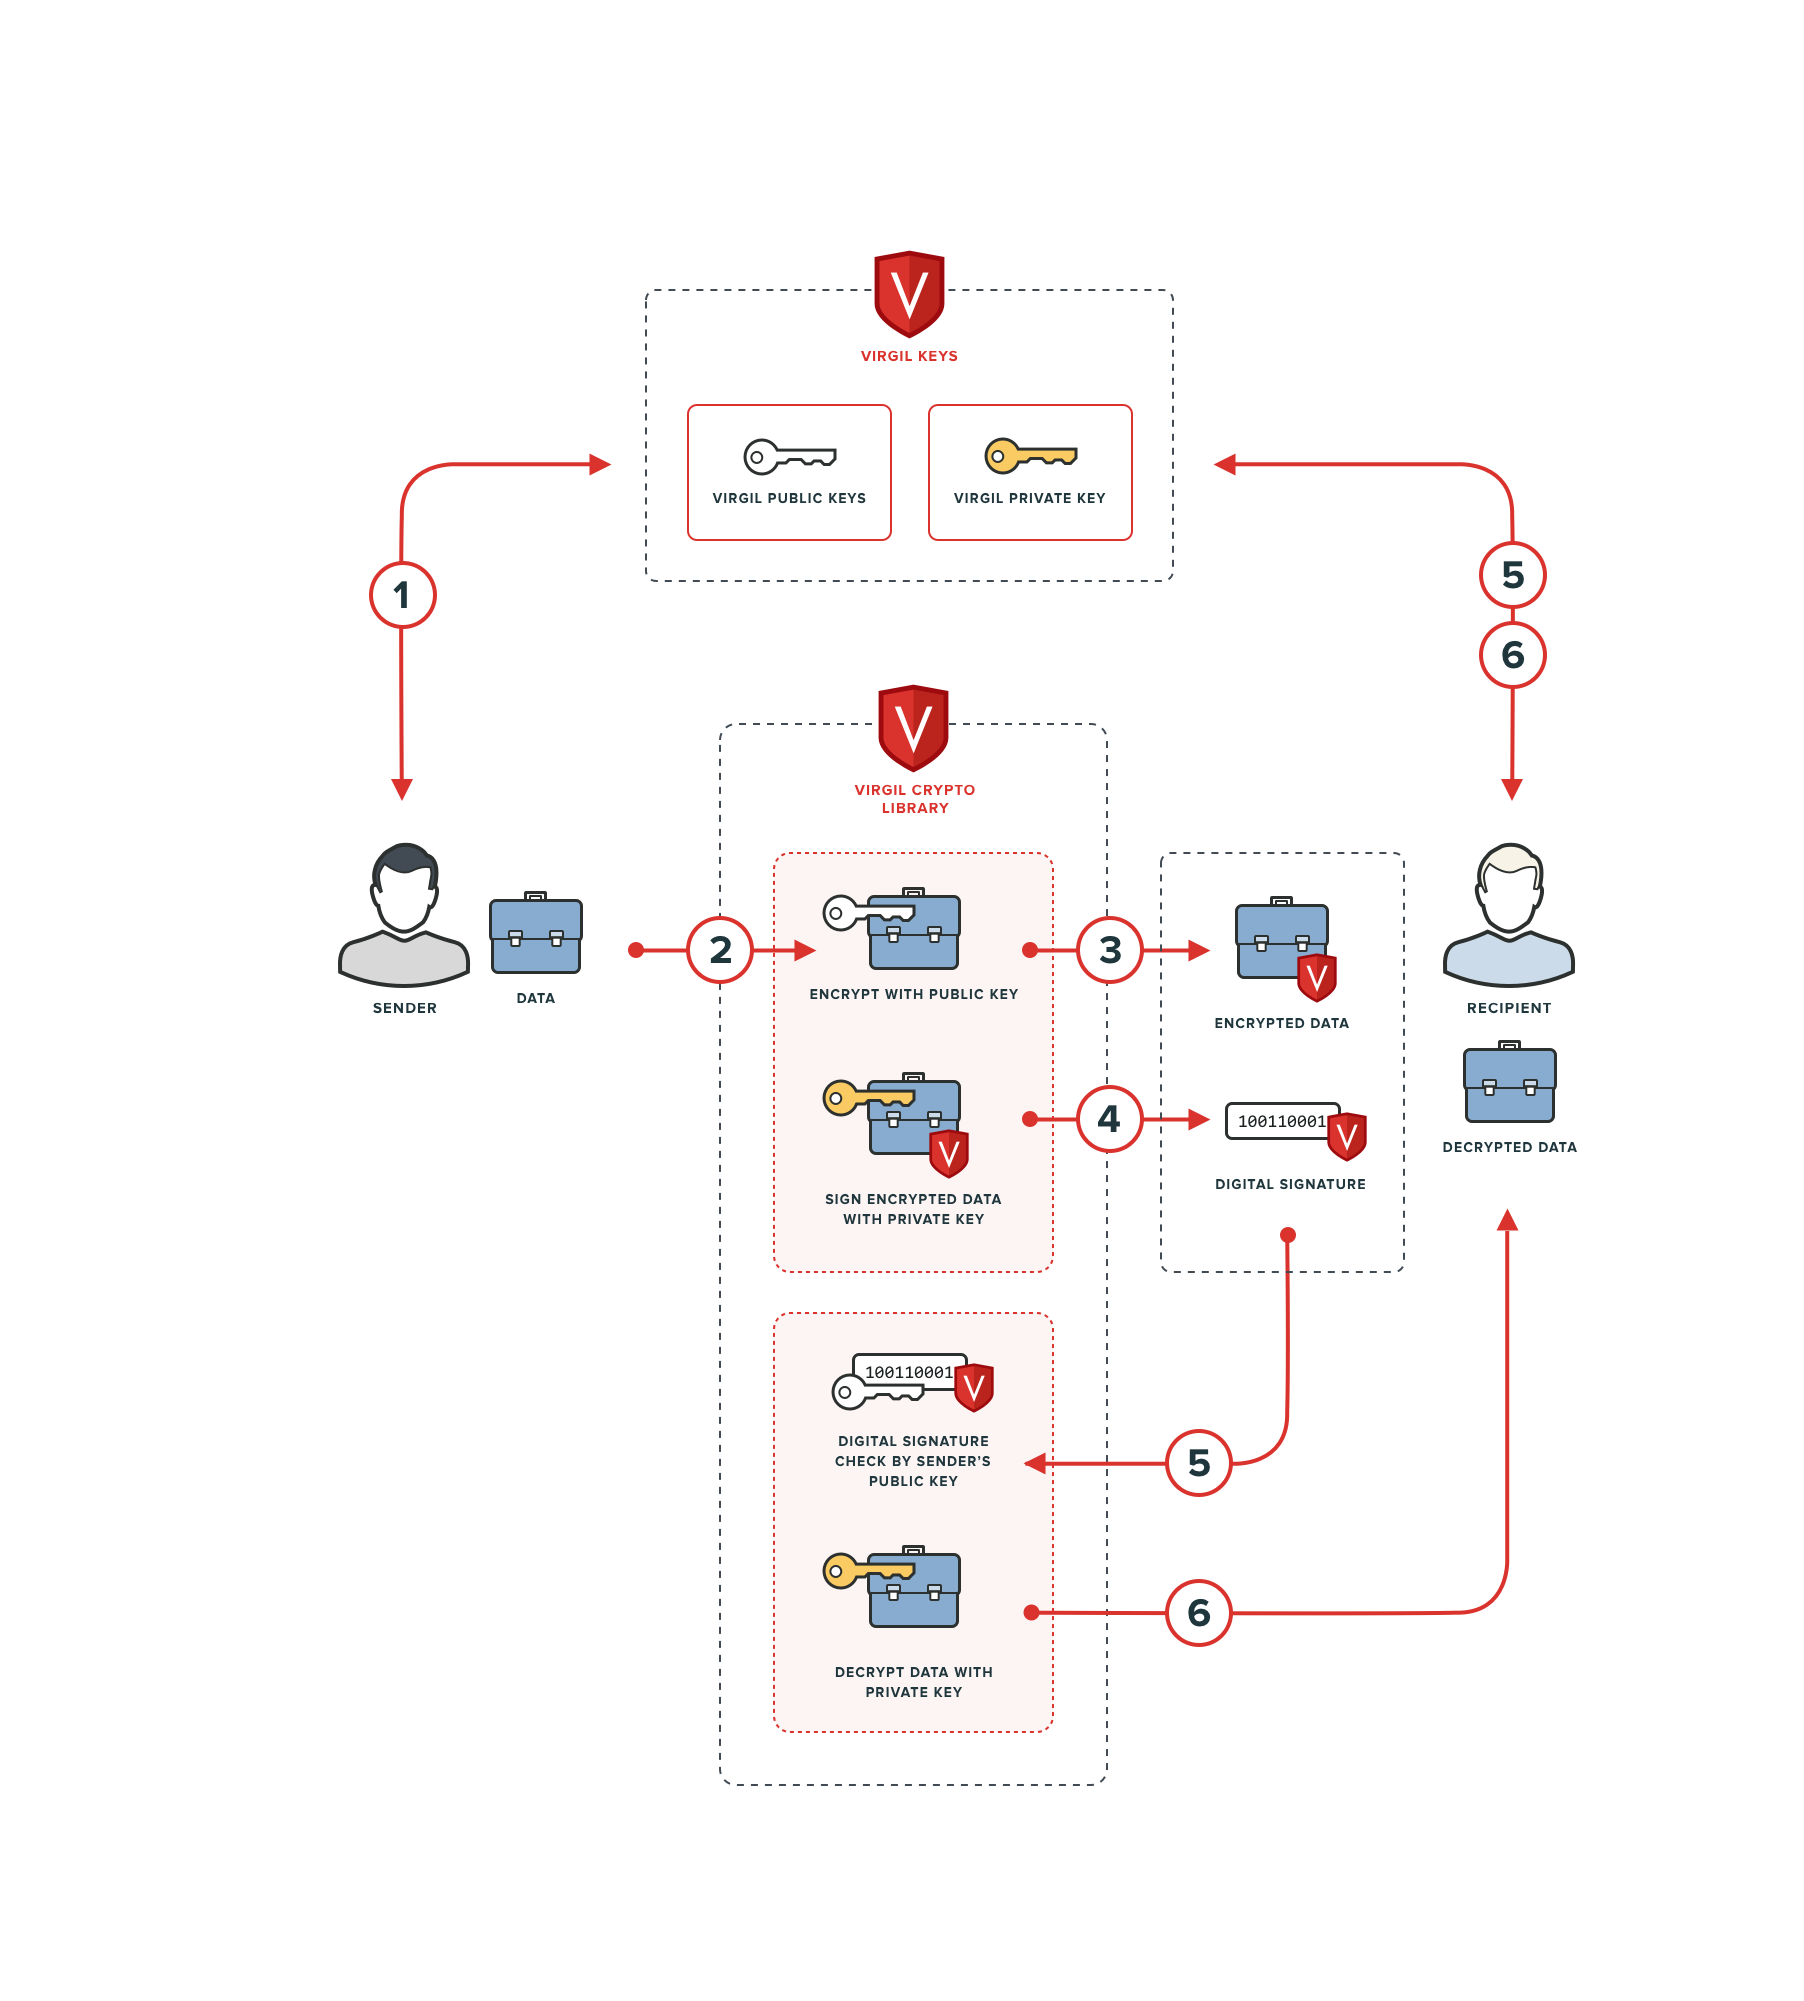 V
VIRGIL KEYS
VIRGIL PUBLIC KEYS
VIRGIL PRIVATE KEY
1
5
6
V
VIRGIL CRYPTO
LIBRARY
SENDER
DATA
2
ENCRYPT WITH PUBLIC KEY
3
V
ENCRYPTED DATA
RECIPIENT
DECRYPTED DATA
V
SIGN ENCRYPTED DATA
WITH PRIVATE KEY
4
100110001
V
DIGITAL SIGNATURE
100110001
V
DIGITAL SIGNATURE
CHECK BY SENDER'S
PUBLIC KEY
5
DECRYPT DATA WITH
PRIVATE KEY
6